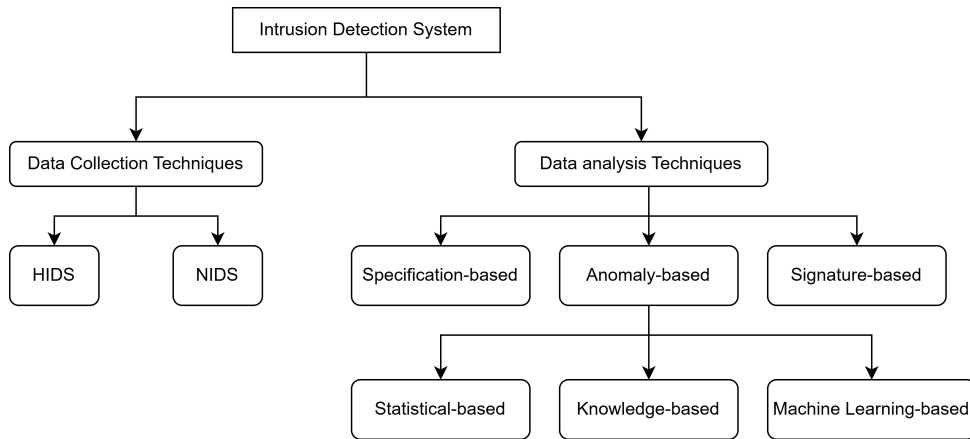 Intrusion Detection System
Data Collection Techniques
Data analysis Techniques
HIDS
NIDS
Specification-based
Anomaly-based
Signature-based
Statistical-based
Knowledge-based
Machine Learning-based